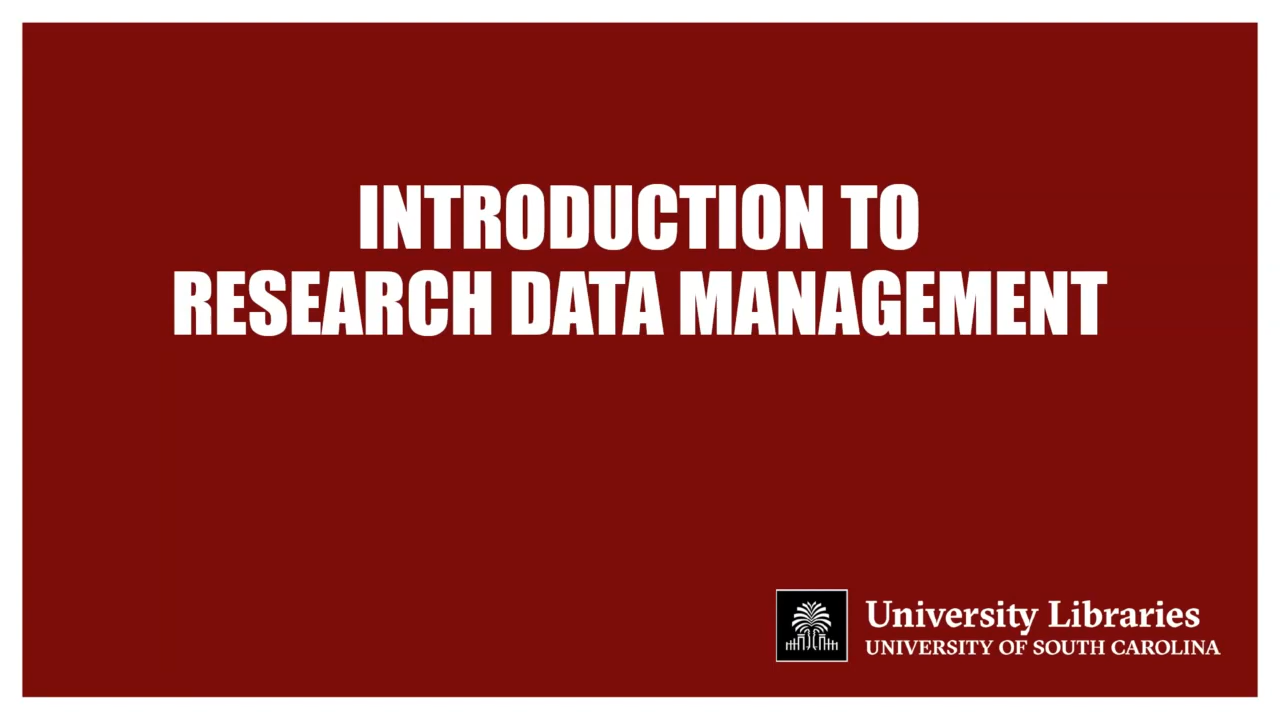 INTRODUCTION TO
RESEARCH DATA MANAGEMENT
University Libraries
UNIVERSITY OF SOUTH CAROLINA